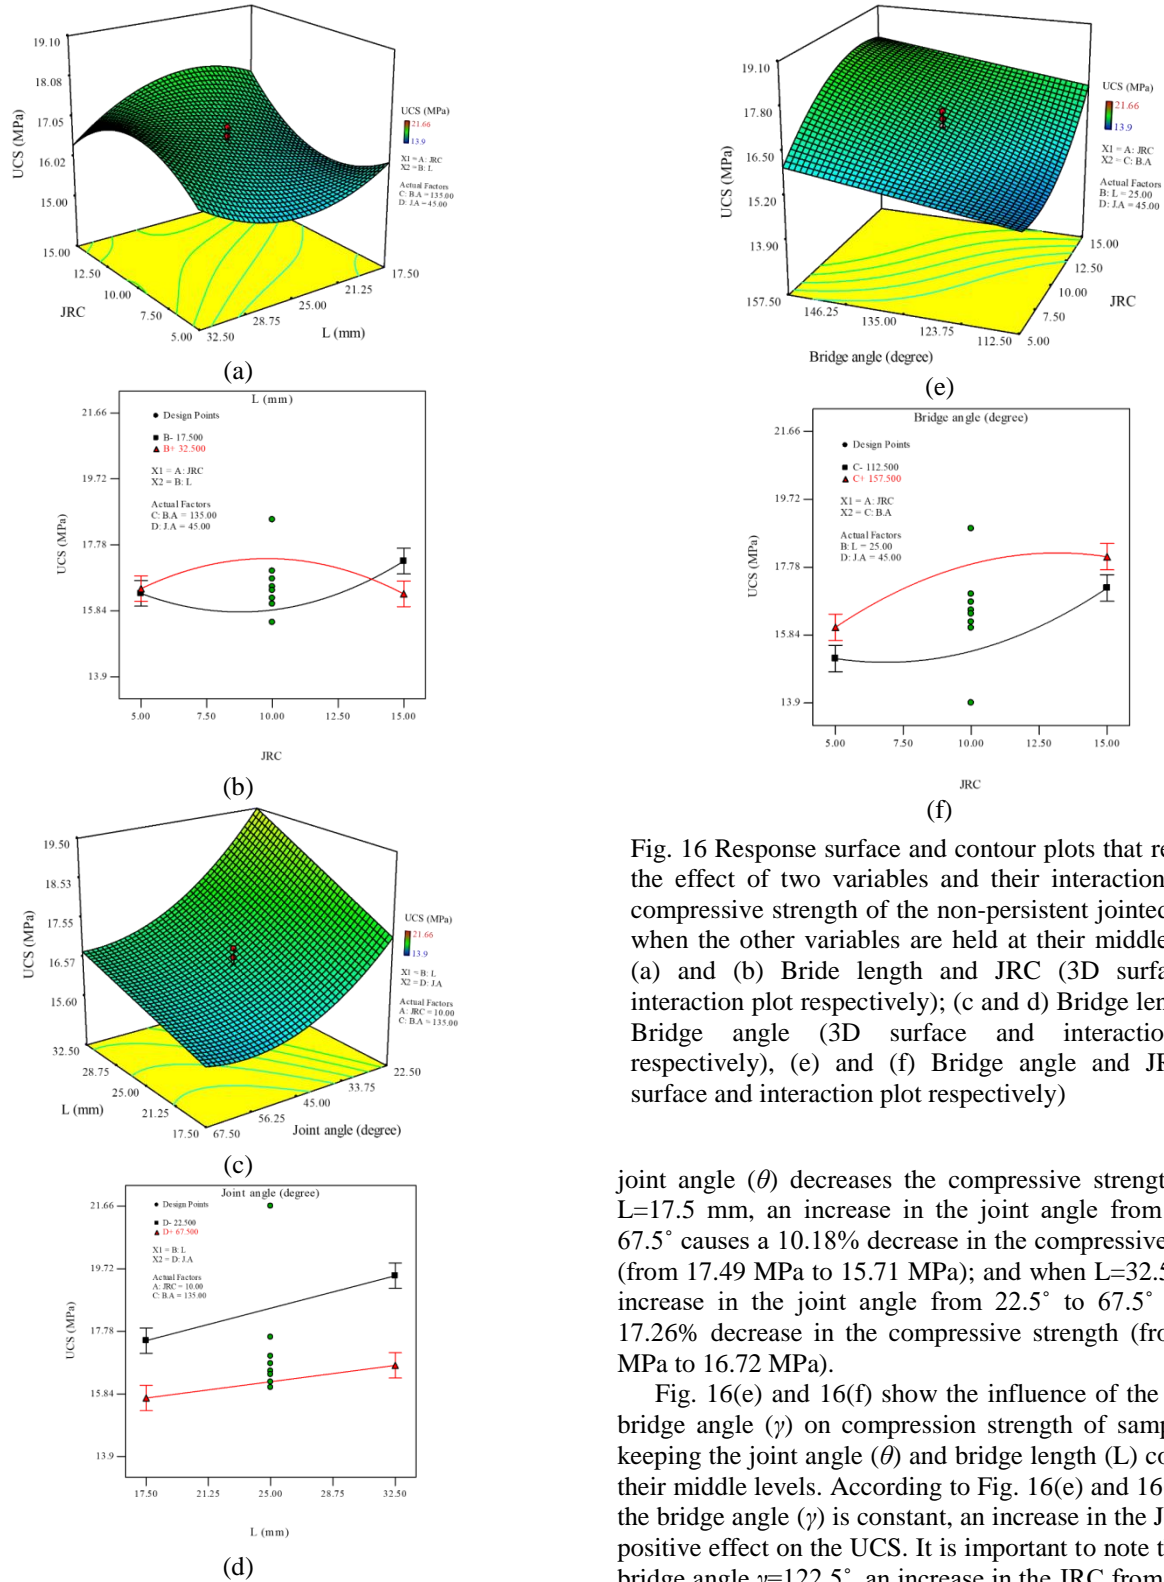 19.10
18.08
17.05
16.02
15.00
UCS (MPa)
15.00
12.50
10.00
7.50
5.00
JRC
32.50
28.75
25.00
21.25
17.50
L (mm)
UCS (MPa)
21.66
13.9
X1 = A: JRC
X2 = B: L
Actual Factors
C: B.A = 135.00
D: J.A = 45.00
(a)
L (mm)
21.66
19.72
17.78
15.84
13.9
UCS (MPa)
Design Points
B- 17.500
B+ 32.500
X1 = A: JRC
X2 = B: L
Actual Factors
C: B.A = 135.00
D: J.A = 45.00
5.00 7.50 10.00 12.50 15.00
JRC
(b)
19.50
18.53
17.55
16.57
15.60
UCS (MPa)
32.50
28.75
25.00
21.25
17.50
L (mm)
67.50
56.25
45.00
33.75
22.50
Joint angle (degree)
UCS (MPa)
21.66
13.9
X1 = B: L
X2 = D: J.A
Actual Factors
A: JRC = 10.00
C: B.A = 135.00
(c)
Joint angle (degree)
21.66
19.72
17.78
15.84
13.9
UCS (MPa)
Design Points
D- 22.500
D+ 67.500
X1 = B: L
X2 = D: J.A
Actual Factors
A: JRC = 10.00
C: B.A = 135.00
17.50 21.25 25.00 28.75 32.50
L (mm)
(d)
19.10
17.80
16.50
15.20
13.90
UCS (MPa)
157.50
146.25
135.00
123.75
112.50
Bridge angle (degree)
5.00
7.50
10.00
12.50
15.00
JRC
UCS (MPa)
21.66
13.9
X1 = A: JRC
X2 = C: B.A
Actual Factors
B: L = 25.00
D: J.A = 45.00
(e)
Bridge angle (degree)
21.66
19.72
17.78
15.84
13.9
UCS (MPa)
Design Points
C- 112.500
C+ 157.500
X1 = A: JRC
X2 = C: B.A
Actual Factors
B: L = 25.00
D: J.A = 45.00
5.00 7.50 10.00 12.50 15.00
JRC
(f)
Fig. 16 Response surface and contour plots that re
the effect of two variables and their interaction
compressive strength of the non-persistent jointed
when the other variables are held at their middle
(a) and (b) Bride length and JRC (3D surfa
interaction plot respectively); (c and d) Bridge len
Bridge angle (3D surface and interactio
respectively), (e) and (f) Bridge angle and JR
surface and interaction plot respectively)
joint angle (θ) decreases the compressive strengt
L=17.5 mm, an increase in the joint angle from
67.5˚ causes a 10.18% decrease in the compressive
(from 17.49 MPa to 15.71 MPa); and when L=32.5
increase in the joint angle from 22.5˚ to 67.5˚
17.26% decrease in the compressive strength (fro
MPa to 16.72 MPa).
Fig. 16(e) and 16(f) show the influence of the
bridge angle (γ) on compression strength of samp
keeping the joint angle (θ) and bridge length (L) co
their middle levels. According to Fig. 16(e) and 16
the bridge angle (γ) is constant, an increase in the J
positive effect on the UCS. It is important to note t
bridge angle γ=122.5˚, an increase in the JRC from